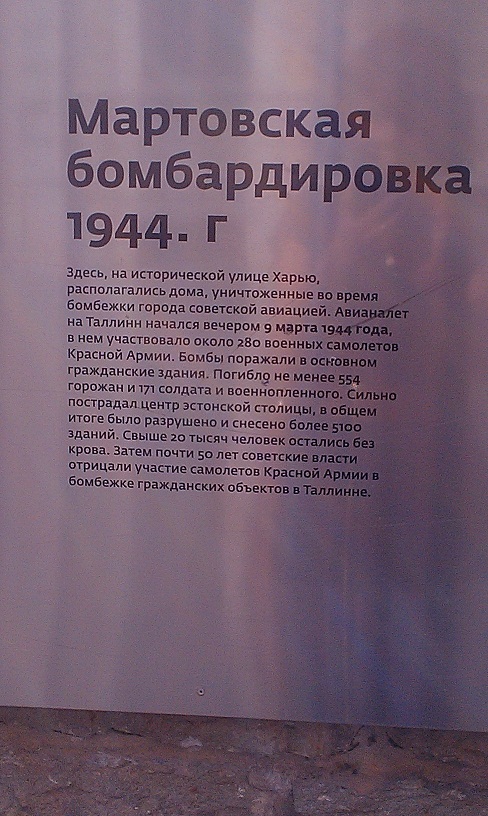 Мартовская
бомбардировка
1944. г
Здесь, на исторической улице Харью,
располагались дома, уничтоженные во время
бомбежки города советской авиацией. Авианалет
на Таллинн начался вечером 9 марта 1944 года,
в нем участвовало около 280 военных самолетов
Красной Армии. Бомбы поражали в основном
гражданские здания. Погибло не менее 554
горожан и 171 солдата и военнопленного. Сильно
пострадал центр эстонской столицы, в общем
итоге было разрушено и снесено более 5100
зданий. Свыше 20 тысяч человек остались без
крова. Затем почти 50 лет советские власти
отрицали участие самолетов Красной Армии в
бомбежке гражданских объектов в Таллинне.